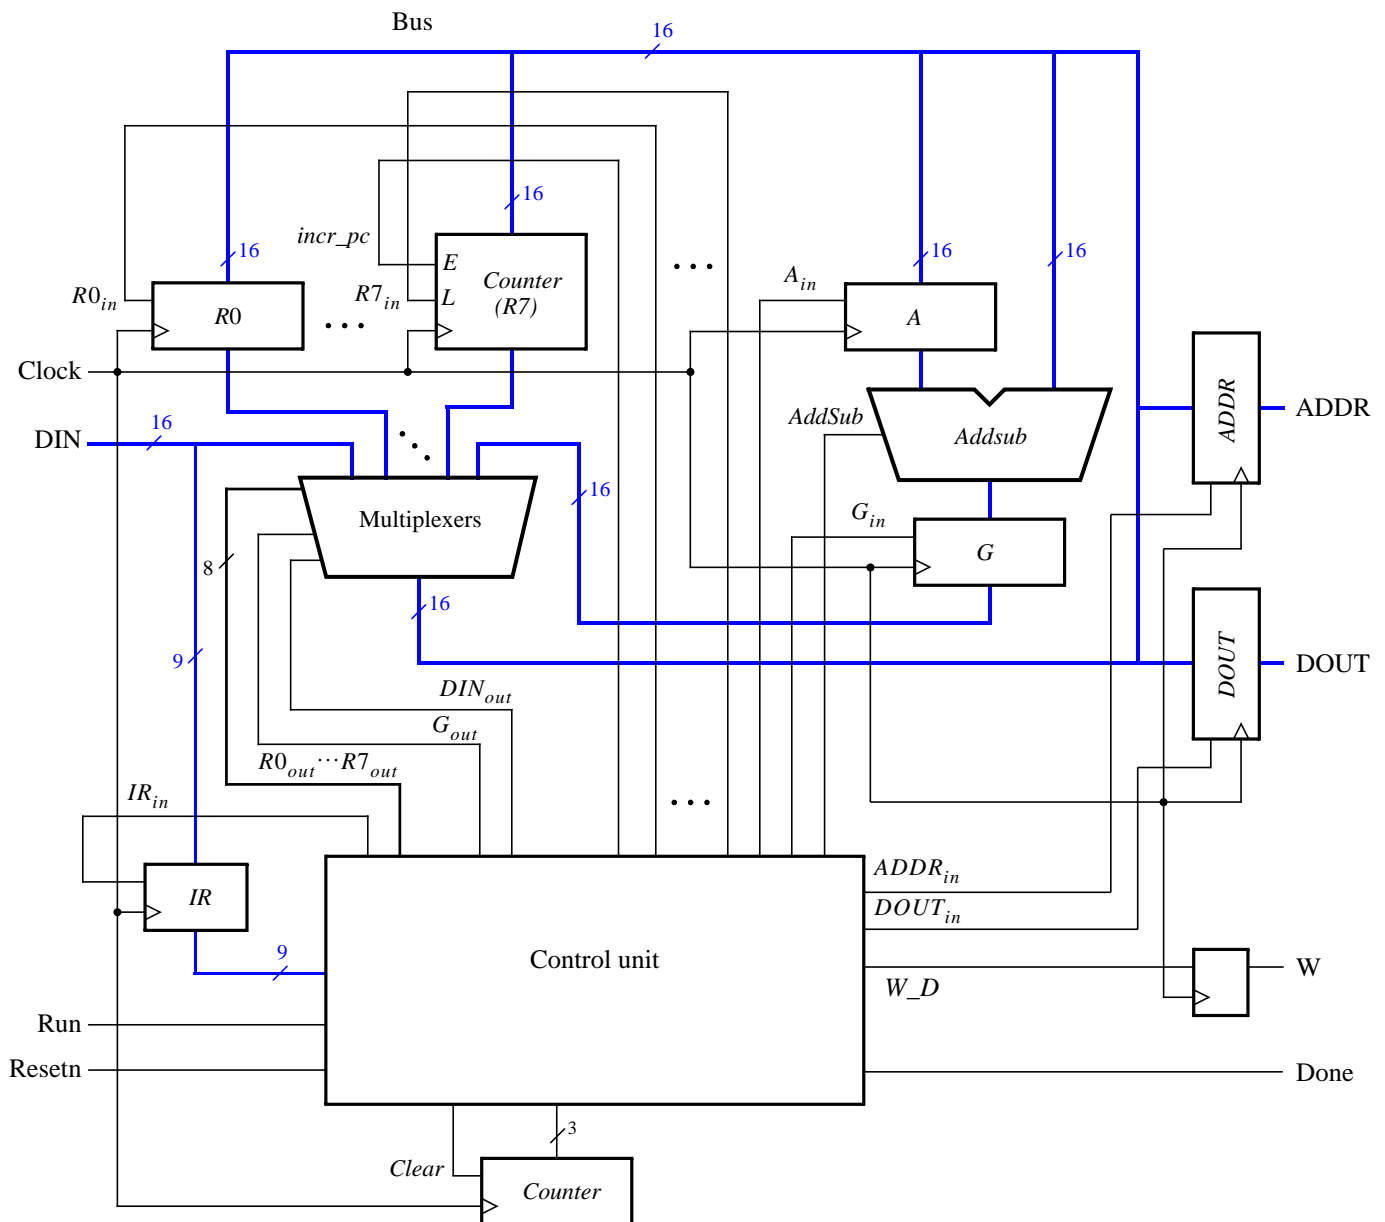 Bus
16
16
incr_pc
16
E
Counter
(R7)
R7in
L
R0in
R0
16
Ain
A
16
Clock
ADDR
ADDR
AddSub
Addsub
DIN
16
Multiplexers
16
Gin
G
8
16
9
DOUT
DOUT
DINout
Gout
R0out···R7out
IRin
IR
ADDRin
DOUTin
9
Control unit
W_D
W
Run
Resetn
Done
3
Clear
Counter